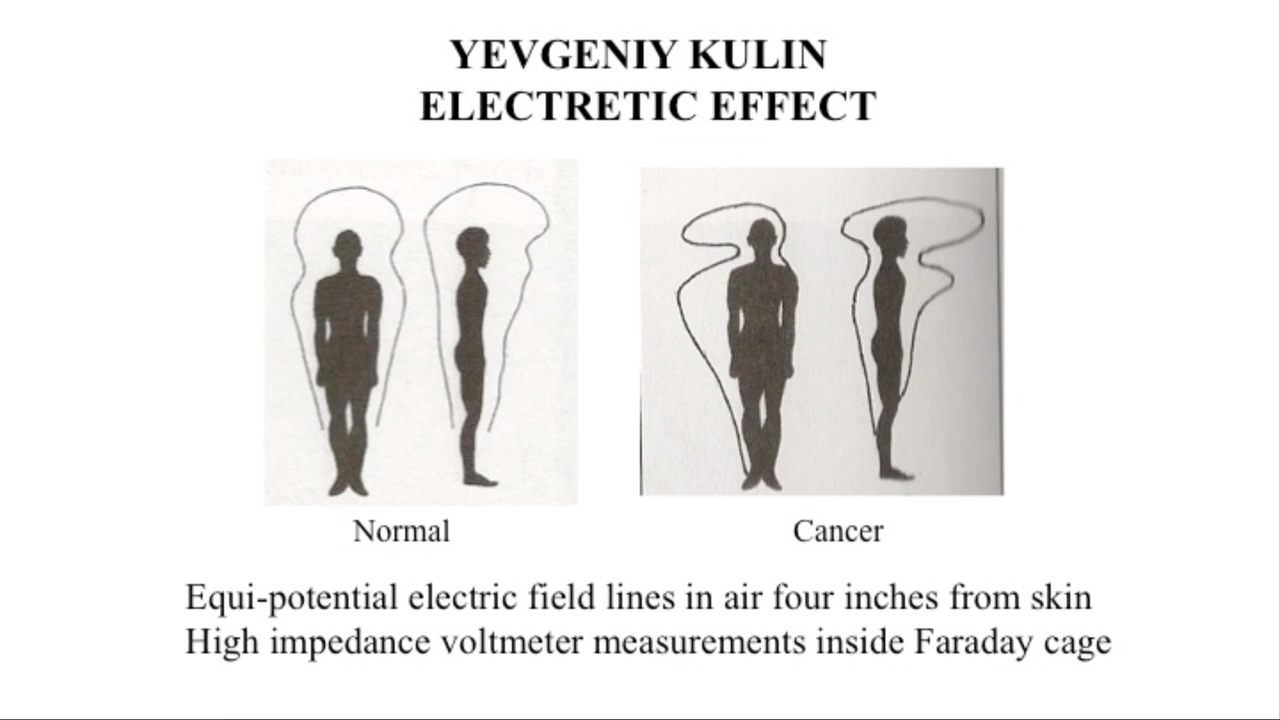 YEVGENIY KULIN
ELECTRETIC EFFECT
Normal
Cancer
Equi-potential electric field lines in air four inches from skin
High impedance voltmeter measurements inside Faraday cage